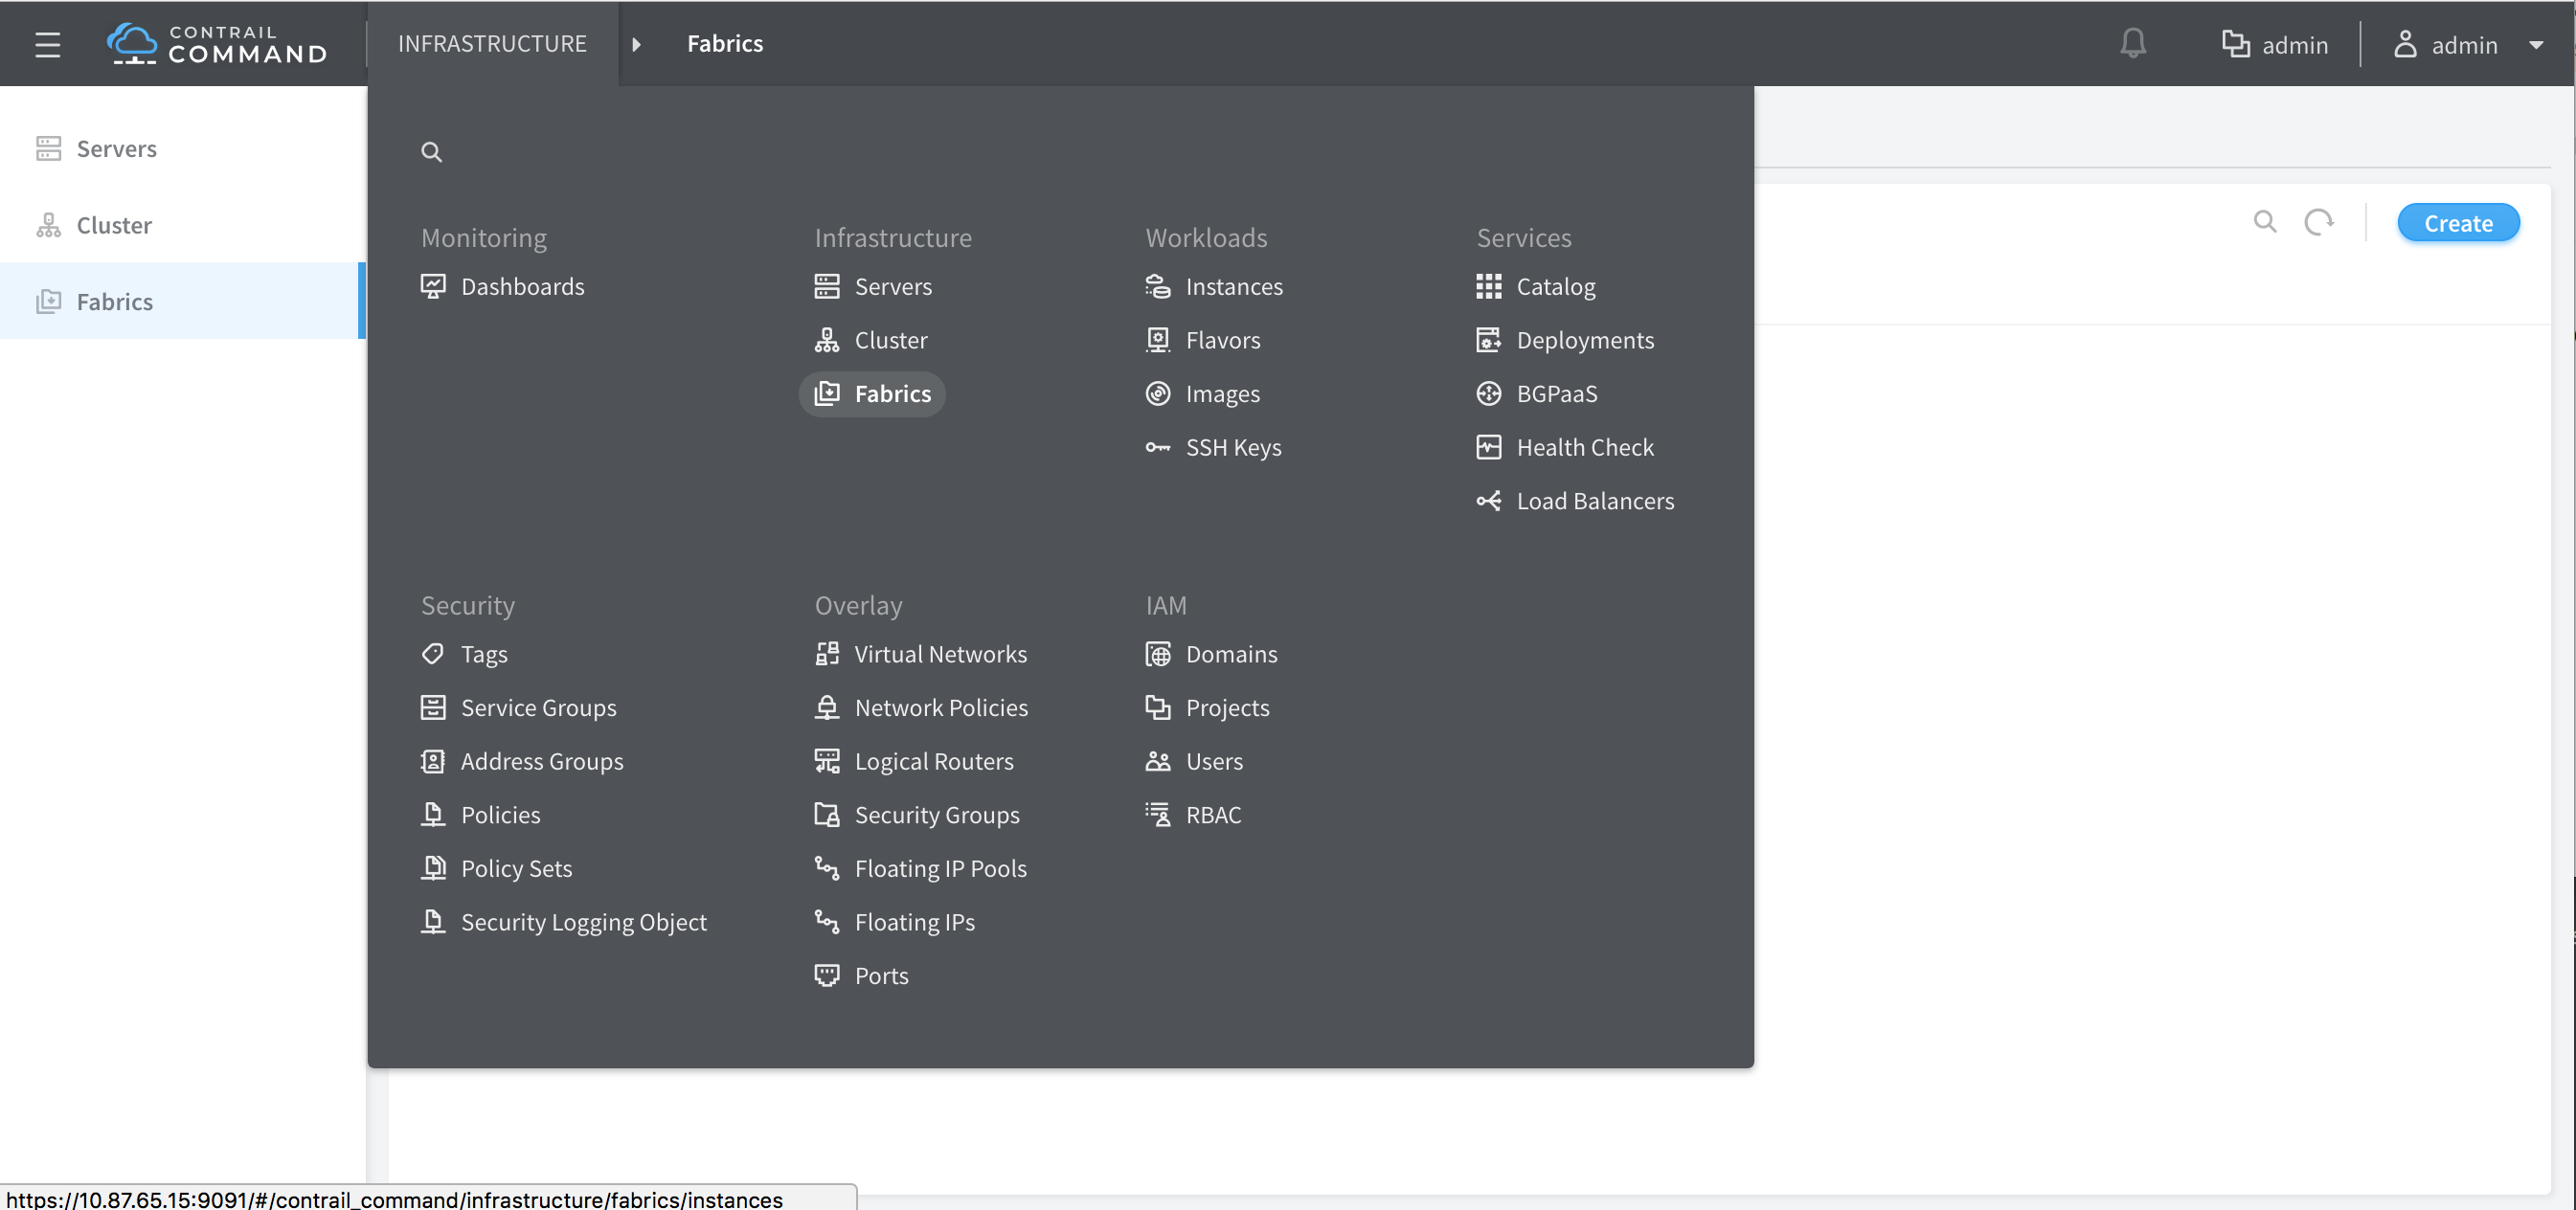 CONTRAIL
COMMAND
INFRASTRUCTURE
Fabrics
admin
admin
Servers
Cluster
Fabrics
Create
Monitoring
Dashboards
Infrastructure
Servers
Cluster
Fabrics
Workloads
Instances
Flavors
Images
SSH Keys
Services
Catalog
Deployments
BGPaaS
Health Check
Load Balancers
Security
Tags
Service Groups
Address Groups
Policies
Policy Sets
Security Logging Object
Overlay
Virtual Networks
Network Policies
Logical Routers
Security Groups
Floating IP Pools
Floating IPs
Ports
IAM
Domains
Projects
Users
RBAC
https://10.87.65.15:9091/#/contrail_command/infrastructure/fabrics/instances